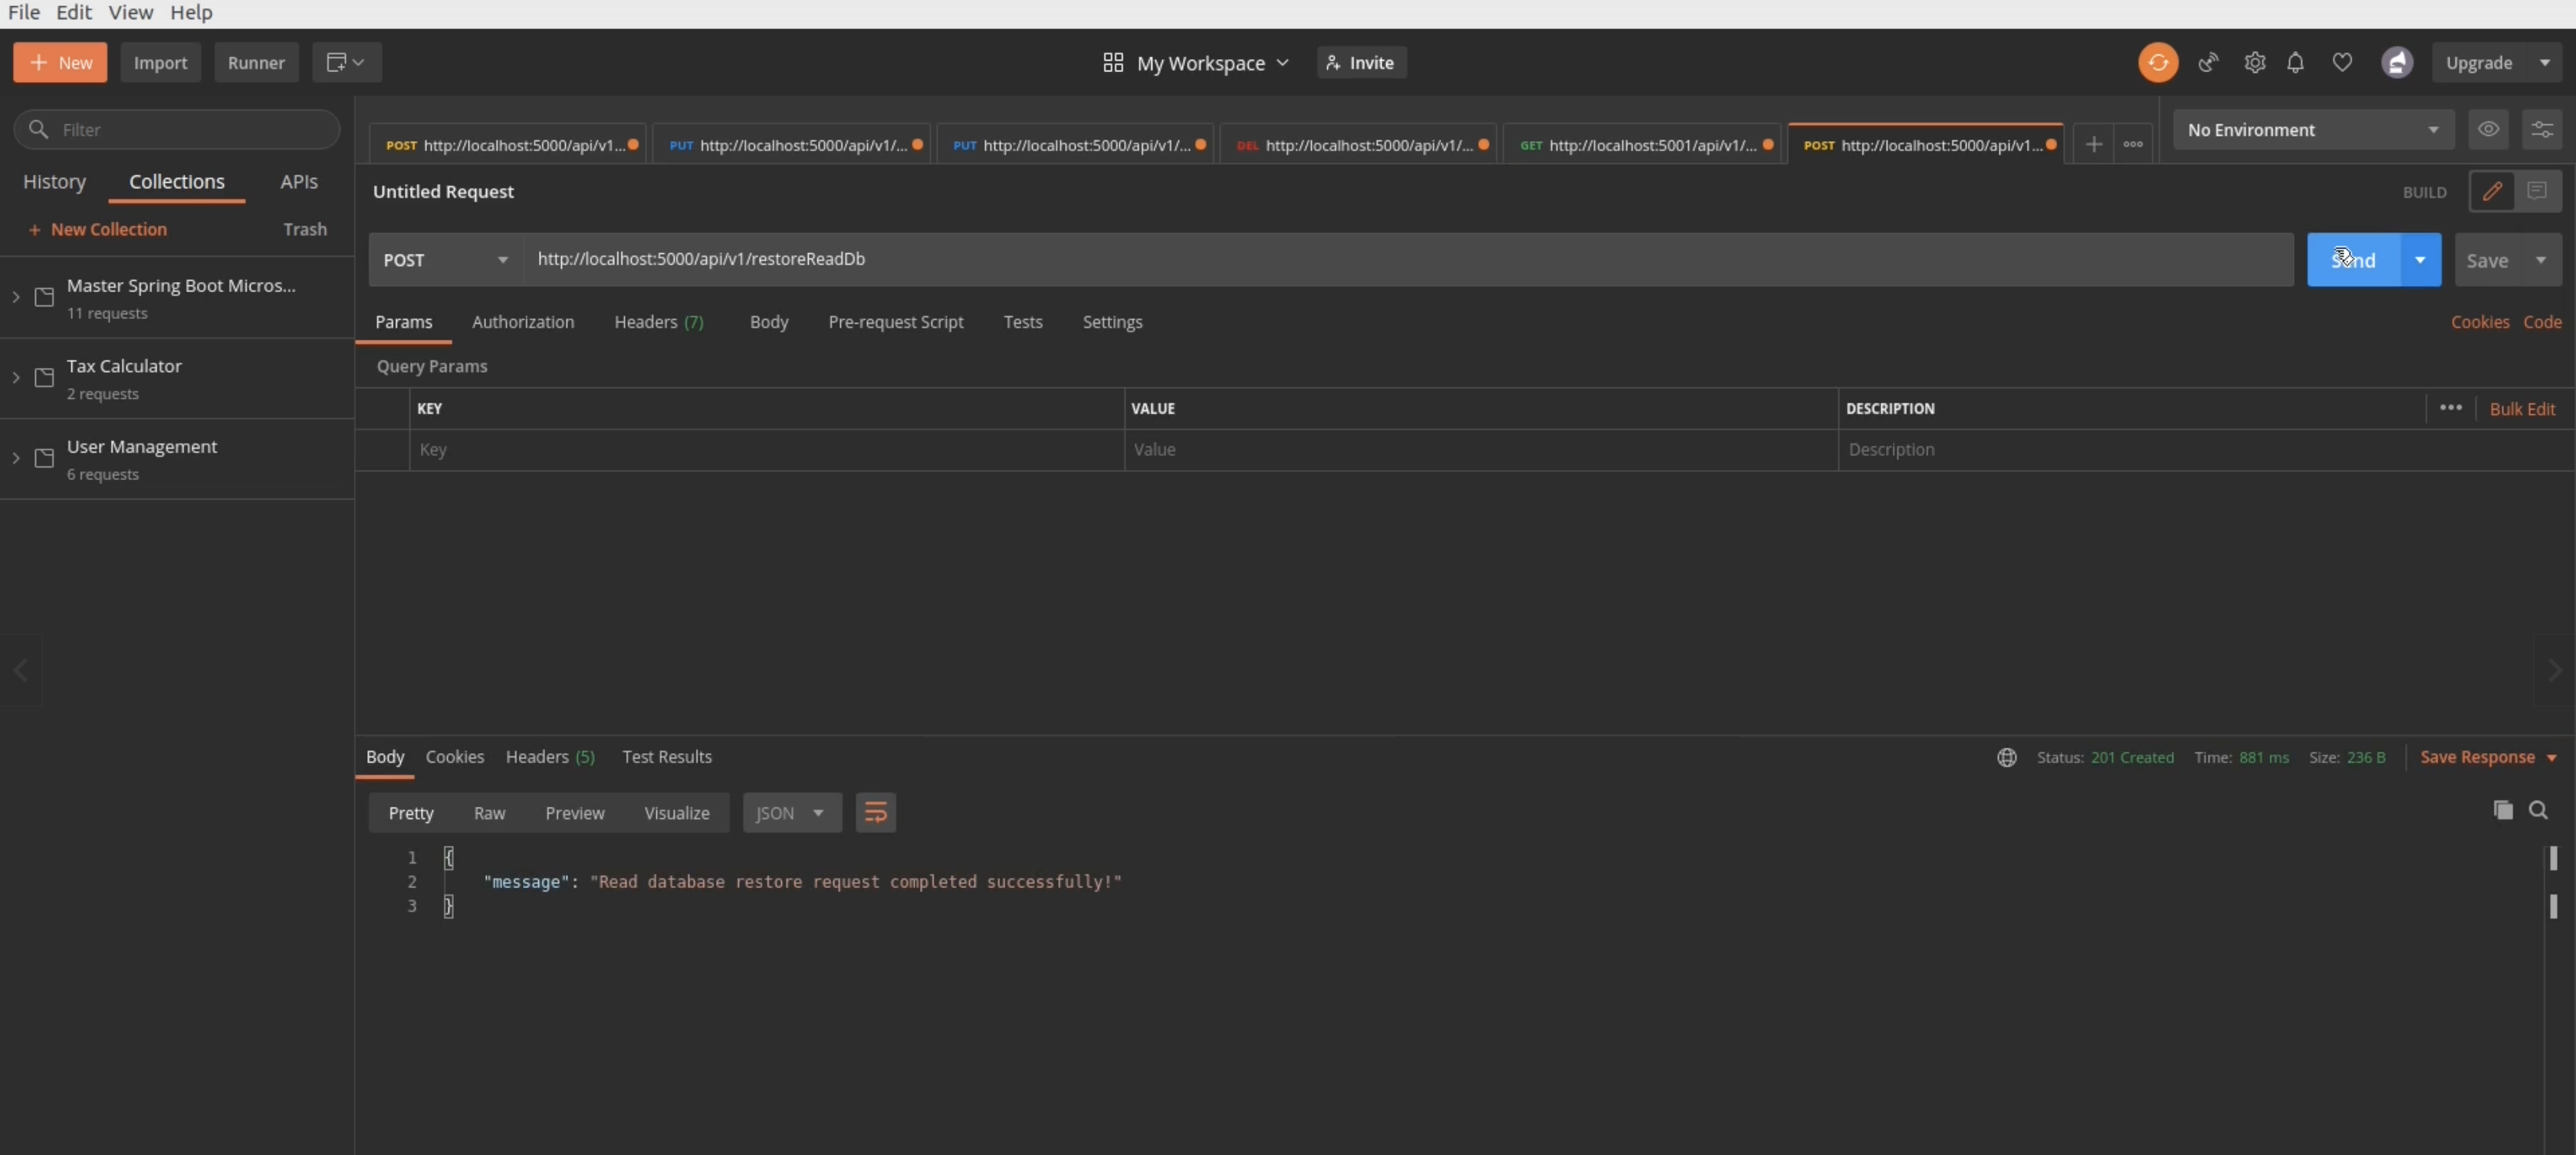 File Edit View Help
+ New Import Runner My Workspace Invite Upgrade
Filter
History Collections APIs
+ New Collection Trash
Master Spring Boot Micros...
11 requests
Tax Calculator
2 requests
User Management
6 requests
POST http://localhost:5000/api/v1... PUT http://localhost:5000/api/v1/... PUT http://localhost:5000/api/v1/... DEL http://localhost:5000/api/v1/... GET http://localhost:5001/api/v1/... POST http://localhost:5000/api/v1... No Environment
Untitled Request BUILD
POST http://localhost:5000/api/v1/restoreReadDb Send Save
Params Authorization Headers (7) Body Pre-request Script Tests Settings Cookies Code
Query Params
KEY VALUE DESCRIPTION Bulk Edit
Key Value Description
Body Cookies Headers (5) Test Results Status: 201 Created Time: 881 ms Size: 236 B Save Response
Pretty Raw Preview Visualize JSON
1 {
2 "message": "Read database restore request completed successfully!"
3 }